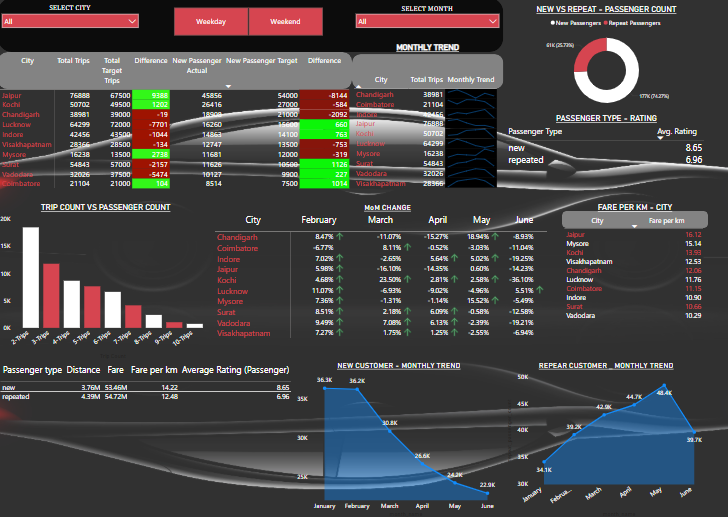 SELECT CITY
All
Weekday
Weekend
SELECT MONTH
All
MONTHLY TREND
City Total Trips Total Target Trips Difference New Passenger Actual New Passenger Target Difference
Jaipur 76888 67500 9388 45856 54000 -8144
Kochi 50702 49500 1202 26416 27000 -584
Chandigarh 38981 39000 -19 18908 21000 -2092
Lucknow 64299 72000 -7701 16260 660
Indore 42456 43500 -1044 14863 14100 763
Visakhapatnam 28366 28500 -134 12747 13500 -753
Mysore 16238 13500 2738 11681 12000 -319
Surat 54843 57000 -2157 11626 10500 1126
Vadodara 32026 37500 -5474 10127 9900 227
Coimbatore 21104 21000 104 8514 7500 1014
City Total Trips Monthly Trend
Chandigarh 38981
Coimbatore 21104
Indore 42456
Jaipur 76888
Kochi 50702
Lucknow 64299
Mysore 16238
Surat 54843
Vadodara 32026
Visakhapatnam 28366
NEW VS REPEAT - PASSENGER COUNT
New Passengers Repeat Passengers
61K (25.73%)
177K (74.27%)
PASSENGER TYPE - RATING
Passenger Type Avg. Rating
new 8.65
repeated 6.96
TRIP COUNT VS PASSENGER COUNT
20K
15K
10K
5K
0K
2-Trips 3-Trips 4-Trips 5-Trips 6-Trips 7-Trips 8-Trips 9-Trips 10-Trips
MoM CHANGE
City February March April May June
Chandigarh 8.47% ↑ -11.07% -15.27% 18.94% ↑ -8.93%
Coimbatore -6.77% 8.11% ↑ -0.52% -3.03% -11.04%
Indore 7.02% ↑ -2.65% 5.64% ↑ 5.02% ↑ -19.25%
Jaipur 5.98% ↑ -16.10% -14.35% 0.60% ↑ -14.23%
Kochi 4.68% ↑ 23.50% ↑ 2.81% ↑ 2.58% ↑ -36.10%
Lucknow 11.07% ↑ -6.93% -9.02% -4.96% 5.51% ↑
Mysore 7.36% ↑ -1.31% -1.14% 15.52% ↑ -5.49%
Surat 8.51% ↑ 2.18% ↑ 6.09% ↑ -0.58% -12.58%
Vadodara 9.49% ↑ 7.08% ↑ 6.13% ↑ -2.39% -19.21%
Visakhapatnam 7.27% ↑ 1.75% ↑ 1.25% ↑ -2.55% -6.94%
FARE PER KM - CITY
City Fare per km
Jaipur 16.12
Mysore 15.14
Kochi 13.93
Visakhapatnam 12.53
Chandigarh 12.06
Lucknow 11.76
Coimbatore 11.15
Indore 10.90
Surat 10.66
Vadodara 10.29
Passenger type Distance Fare Fare per km Average Rating (Passenger)
new 3.76M 53.46M 14.22 8.65
repeated 4.39M 54.72M 12.48 6.96
NEW CUSTOMER - MONTHLY TREND
35K
30K
25K
36.3K
36.2K
30.8K
26.6K
24.2K
22.9K
January February March April May June
REPEAR CUSTOMER _MONTHLY TREND
50K
45K
40K
35K
30K
34.1K
39.2K
42.9K
44.7K
48.4K
39.7K
January Februa... March April May June